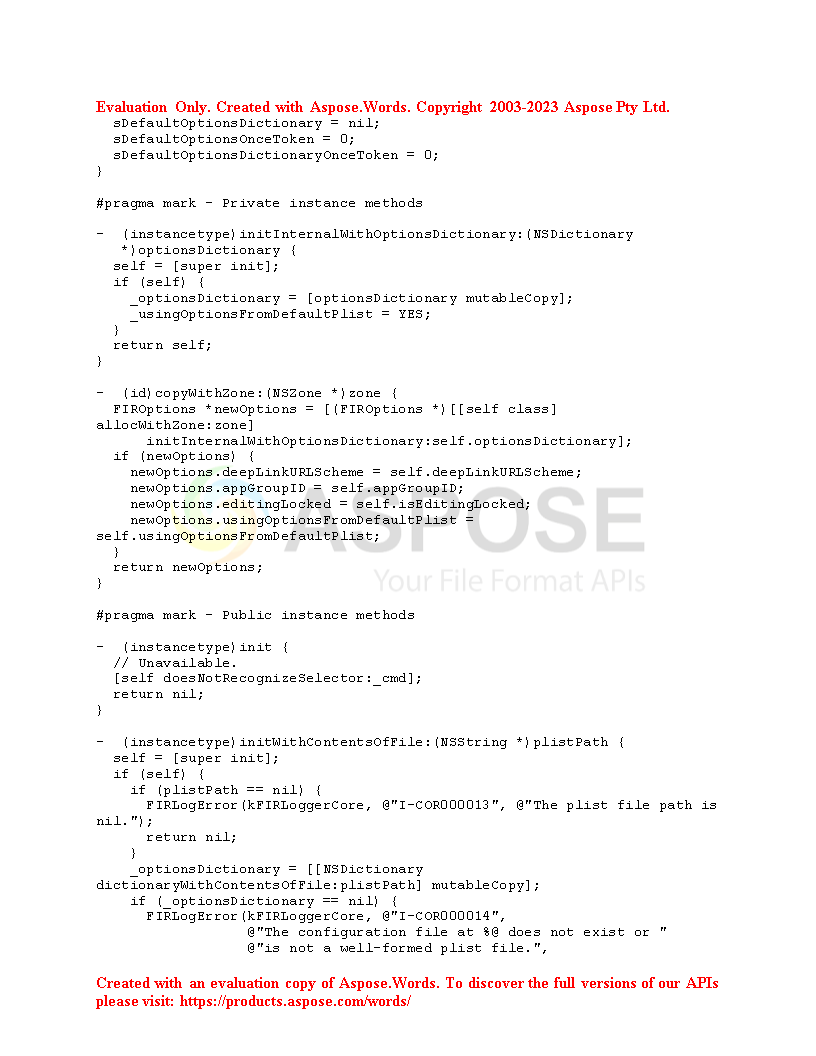 Evaluation Only. Created with Aspose.Words. Copyright 2003-2023 Aspose Pty Ltd.
  sDefaultOptionsDictionary = nil;
  sDefaultOptionsOnceToken = 0;
  sDefaultOptionsDictionaryOnceToken = 0;
}

#pragma mark - Private instance methods

-  (instancetype)initInternalWithOptionsDictionary:(NSDictionary
   *)optionsDictionary {
  self = [super init];
  if (self) {
    _optionsDictionary = [optionsDictionary mutableCopy];
    _usingOptionsFromDefaultPlist = YES;
  }
  return self;
}

-  (id)copyWithZone:(NSZone *)zone {
  FIROptions *newOptions = [(FIROptions *)[[self class]
allocWithZone:zone]
      initInternalWithOptionsDictionary:self.optionsDictionary];
  if (newOptions) {
    newOptions.deepLinkURLScheme = self.deepLinkURLScheme;
    newOptions.appGroupID = self.appGroupID;
    newOptions.editingLocked = self.isEditingLocked;
    newOptions.usingOptionsFromDefaultPlist =
self.usingOptionsFromDefaultPlist;
  }
  return newOptions;
}
ASPOSE
Your File Format APIs

#pragma mark - Public instance methods

-  (instancetype)init {
  // Unavailable.
  [self doesNotRecognizeSelector:_cmd];
  return nil;
}

-  (instancetype)initWithContentsOfFile:(NSString *)plistPath {
  self = [super init];
  if (self) {
    if (plistPath == nil) {
      FIRLogError(kFIRLoggerCore, @"I-COR000013", @"The plist file path is
nil.");
      return nil;
    }
    _optionsDictionary = [[NSDictionary
dictionaryWithContentsOfFile:plistPath] mutableCopy];
    if (_optionsDictionary == nil) {
      FIRLogError(kFIRLoggerCore, @"I-COR000014",
                  @"The configuration file at %@ does not exist or "
                  @"is not a well-formed plist file.",

Created with an evaluation copy of Aspose.Words. To discover the full versions of our APIs
please visit: https://products.aspose.com/words/